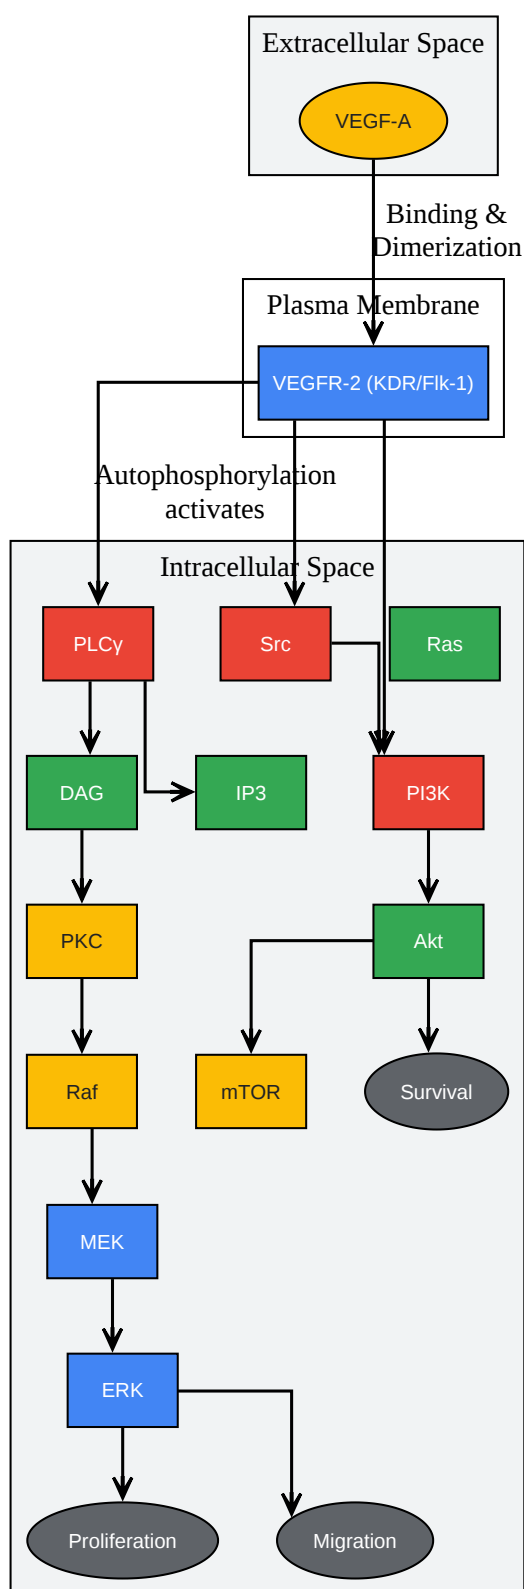 Extracellular Space
VEGF-A
Binding &
Dimerization
Plasma Membrane
VEGFR-2 (KDR/Flk-1)
Autophosphorylation
activates
Intracellular Space
PLCγ
Src
Ras
DAG
IP3
PI3K
PKC
Akt
Raf
mTOR
Survival
MEK
ERK
Proliferation
Migration